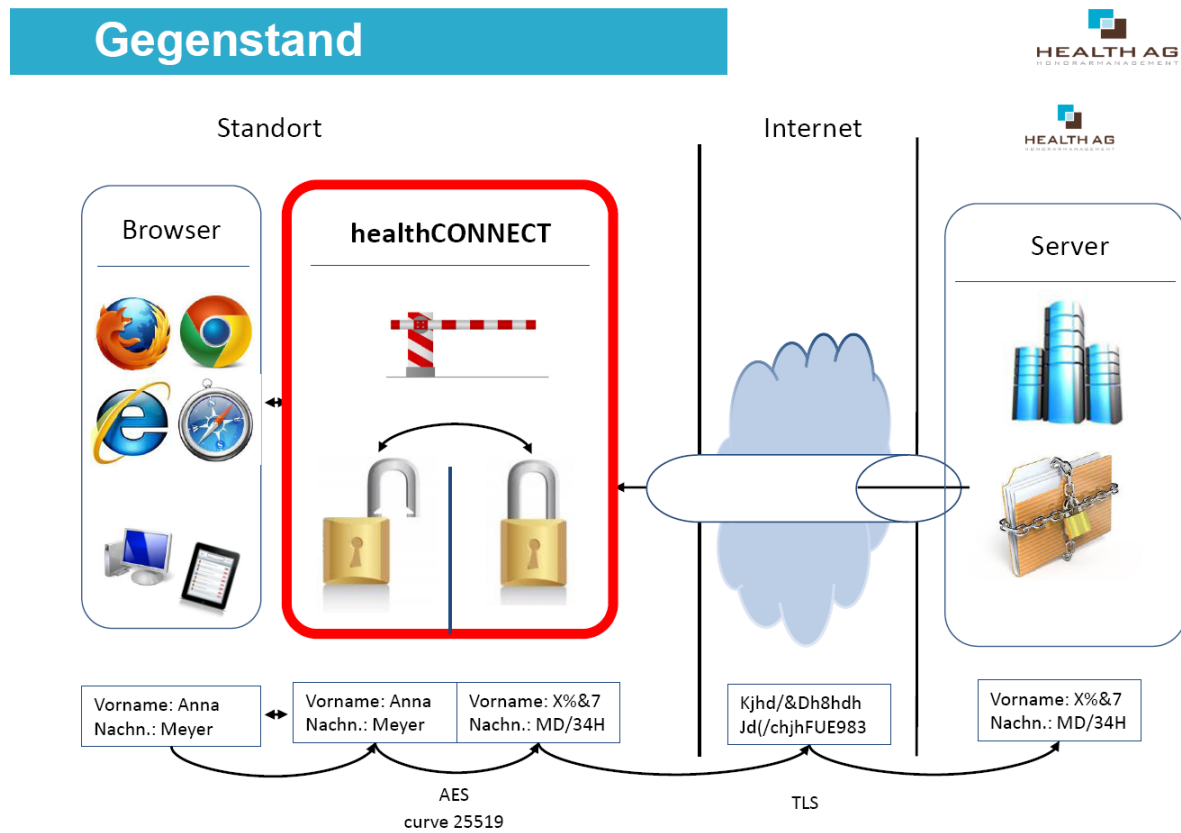 Gegenstand
HEALTH AG
HONORARMANAGEMENT
Standort
Internet
HEALTH AG
HONORARMANAGEMENT
Browser
healthCONNECT
Server
Vorname: Anna
Nachn.: Meyer
Vorname: Anna
Nachn.: Meyer
Vorname: X%&7
Nachn.: MD/34H
Kjhd/&Dh8hdh
Jd(/chjhFUE983
Vorname: X%&7
Nachn.: MD/34H
AES
curve 25519
TLS